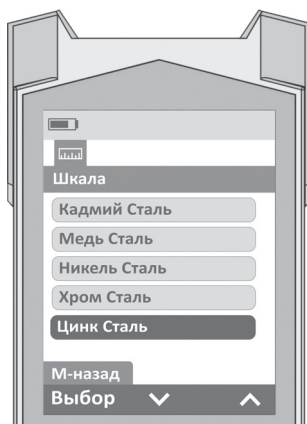 Шкала
Кадмий Сталь
Медь Сталь
Никель Сталь
Хром Сталь
Цинк Сталь
М-назад
Выбор